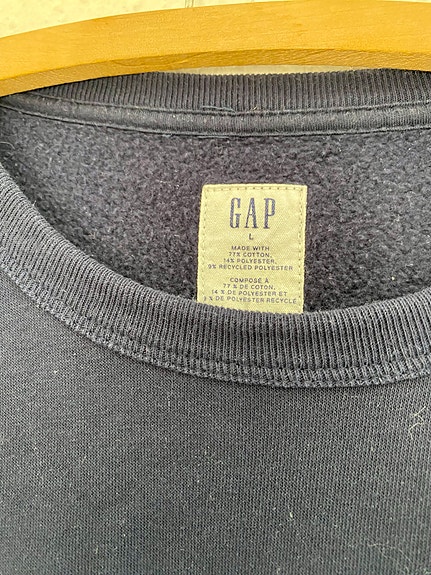 GAP
L
MADE WITH
77% COTTON,
14% POLYESTER,
9% RECYCLED POLYESTER
COMPOSÉ À
77 % DE COTON,
14 % DE POLYESTER ET
9 % DE POLYESTER RECYCLÉ